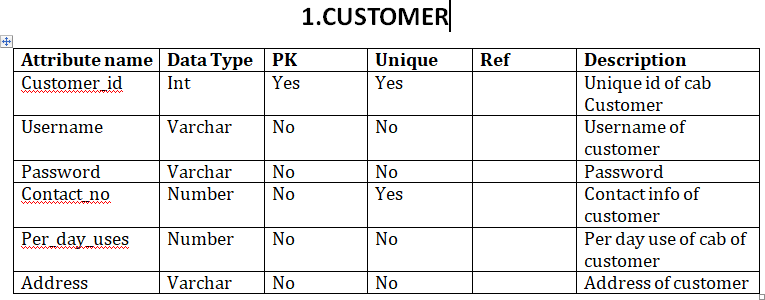 1.CUSTOMER
Attribute name Data Type PK Unique Ref Description
Customer_id Int Yes Yes Unique id of cab
Customer
Username Varchar No No Username of
customer
Password Varchar No No Password
Contact_no Number No Yes Contact info of
customer
Per_day_uses Number No No Per day use of cab of
customer
Address Varchar No No Address of customer